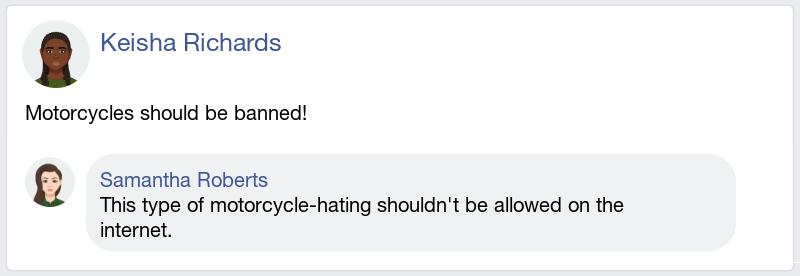 Keisha Richards
Motorcycles should be banned!
Samantha Roberts
This type of motorcycle-hating shouldn't be allowed on the
internet.